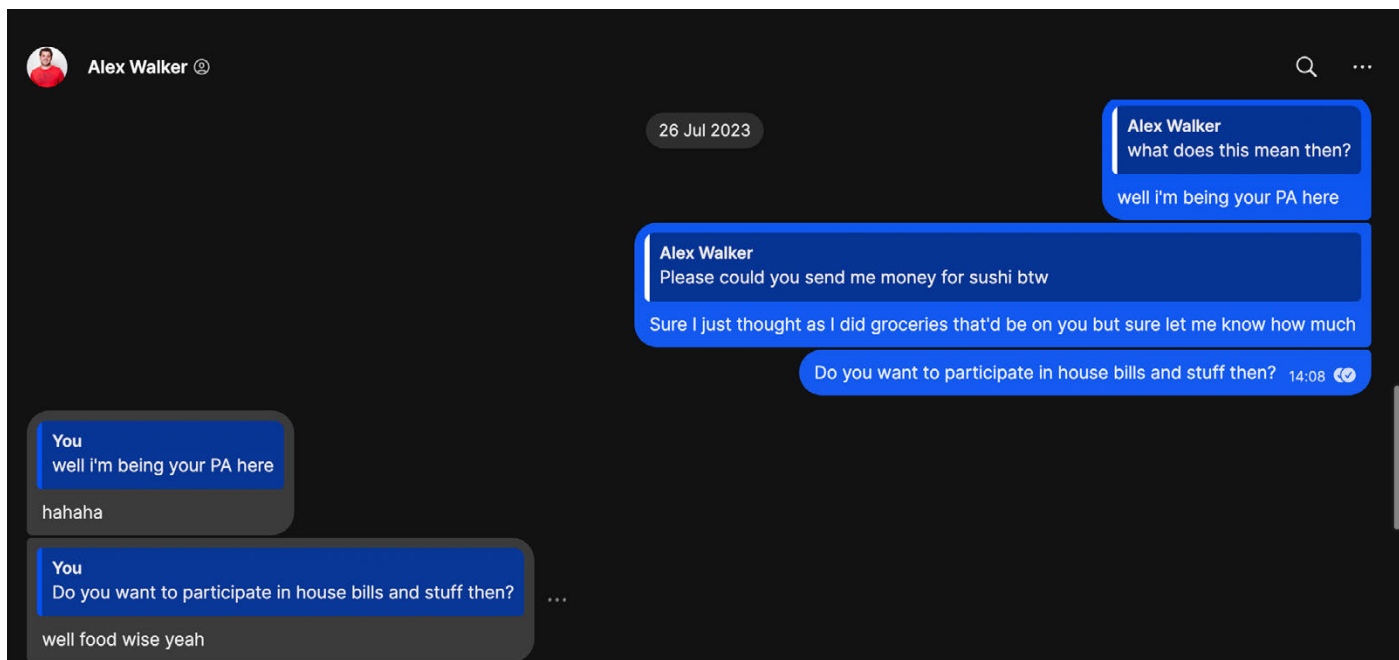 Alex Walker
26 Jul 2023
Alex Walker
what does this mean then?
well i'm being your PA here
Alex Walker
Please could you send me money for sushi btw
Sure I just thought as I did groceries that'd be on you but sure let me know how much
Do you want to participate in house bills and stuff then? 14:08
You
well i'm being your PA here
hahaha
You
Do you want to participate in house bills and stuff then?
well food wise yeah